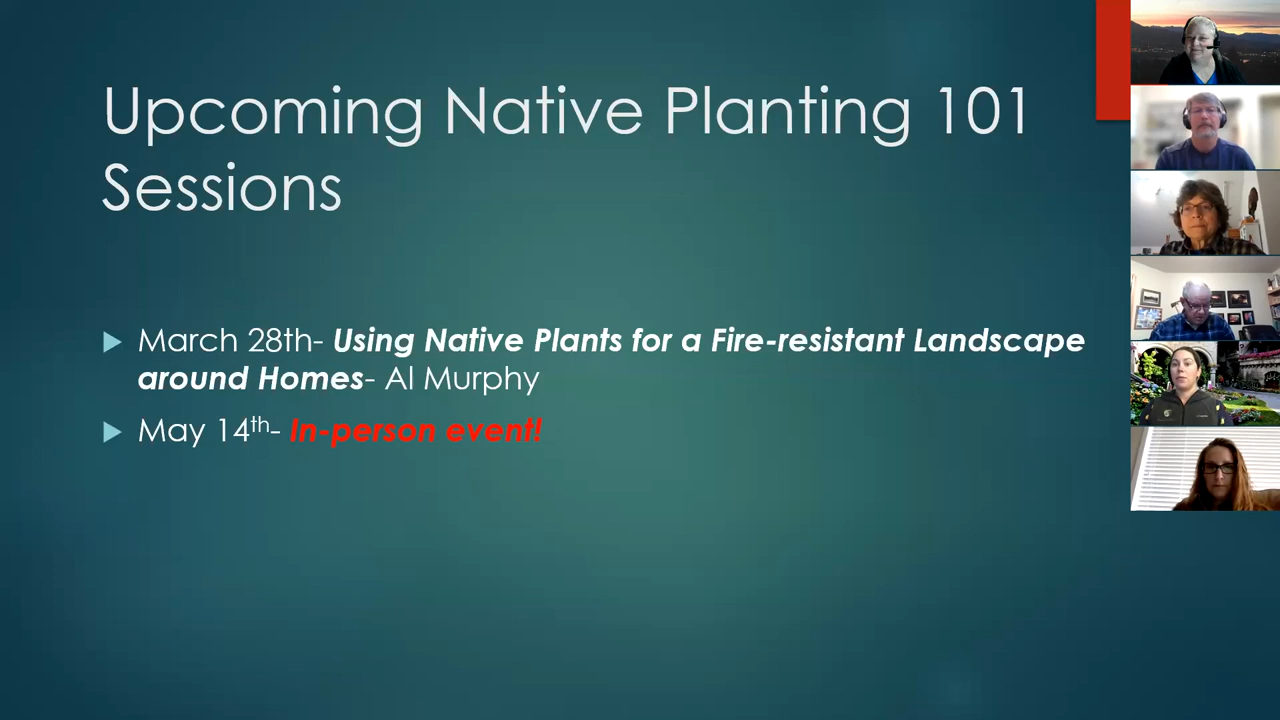 Upcoming Native Planting 101
Sessions
March 28th- Using Native Plants for a Fire-resistant Landscape
around Homes- Al Murphy
May 14th- In-person event!